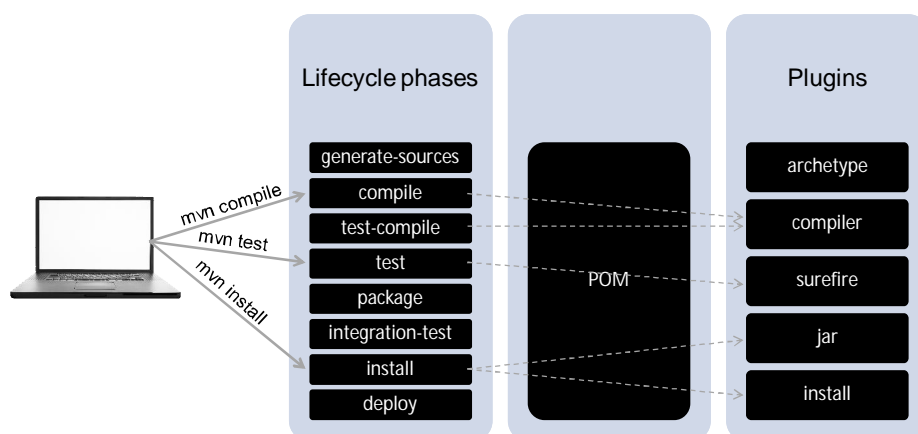 Lifecycle phases
Plugins
generate-sources
compile
test-compile
test
package
integration-test
install
deploy
mvn compile
mvn test
mvn install
POM
archetype
compiler
surefire
jar
install